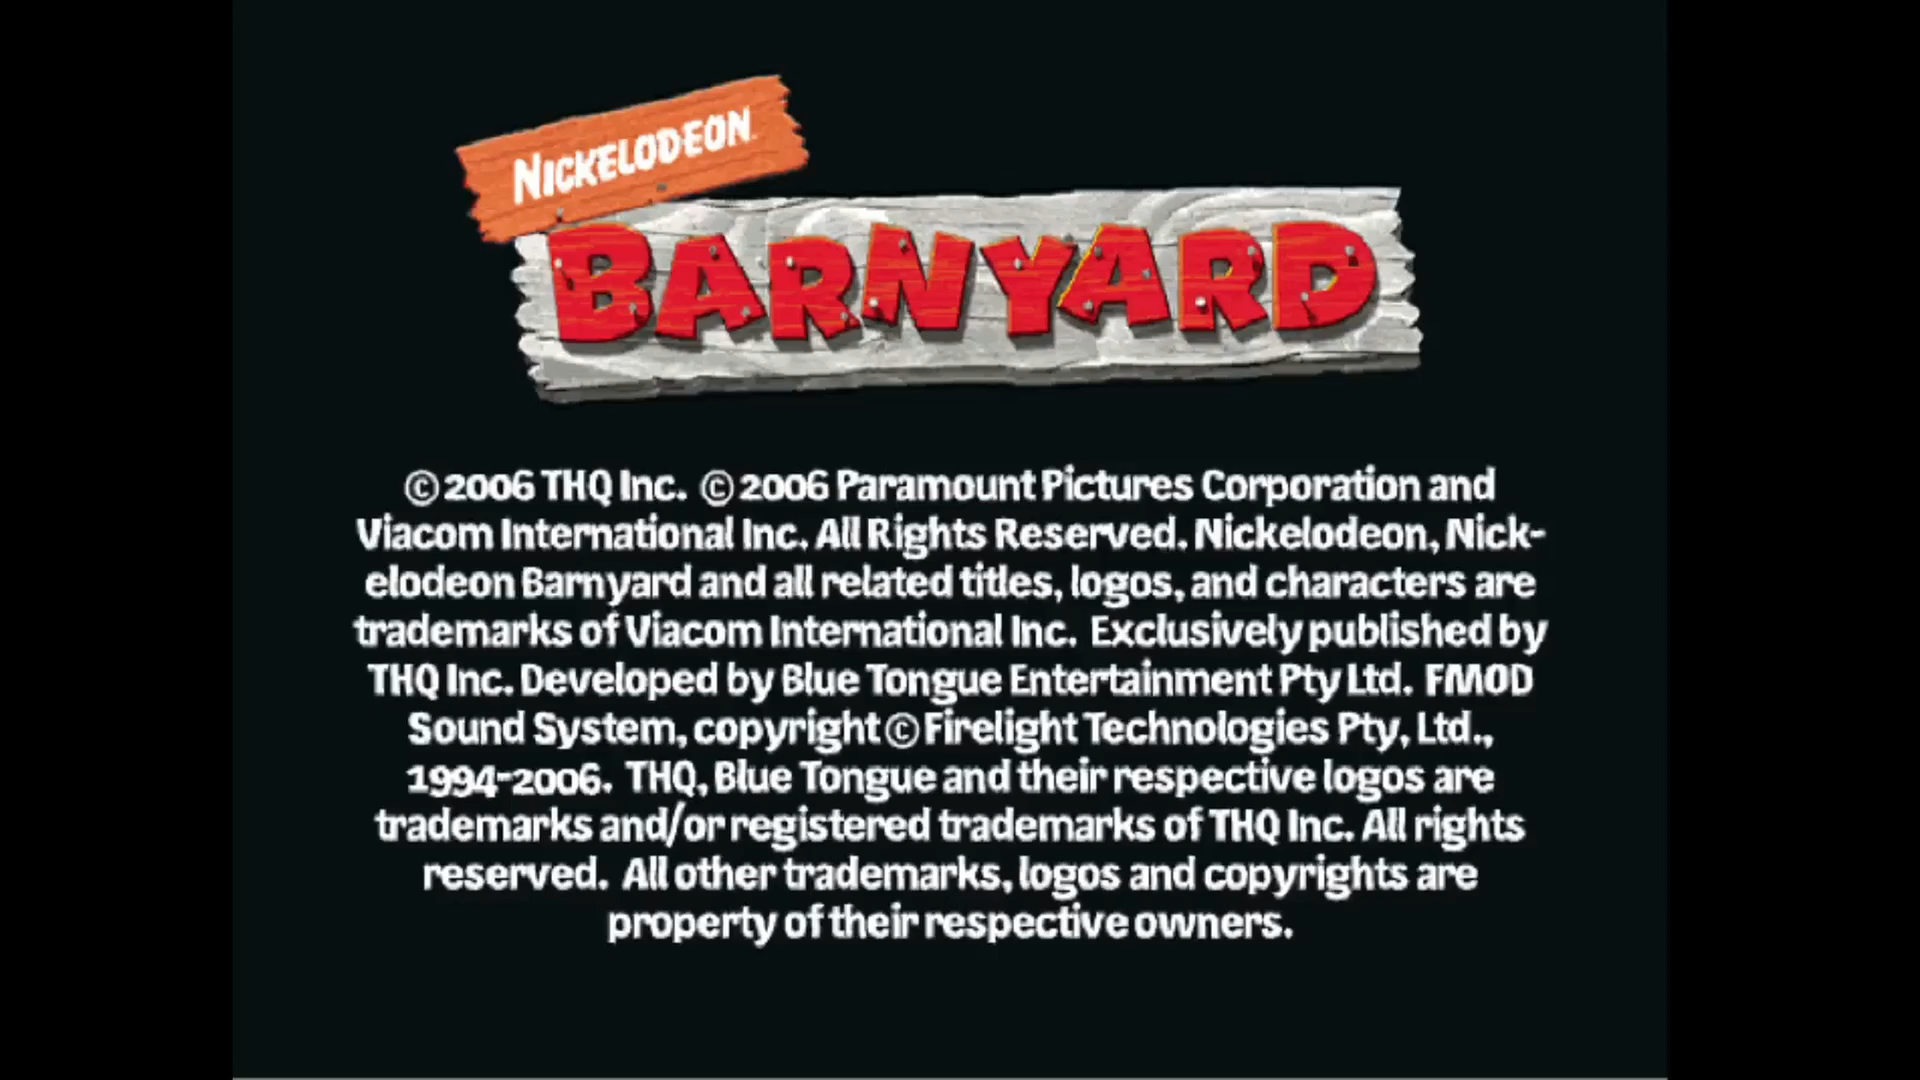 NICKELODEON
BARNYARD
©2006 THQ Inc. ©2006 Paramount Pictures Corporation and
Viacom International Inc. All Rights Reserved. Nickelodeon, Nick-
elodeon Barnyard and all related titles, logos, and characters are
trademarks of Viacom International Inc. Exclusively published by
THQ Inc. Developed by Blue Tongue Entertainment Pty Ltd. FMOD
Sound System, copyright © Firelight Technologies Pty, Ltd.,
1994-2006. THQ, Blue Tongue and their respective logos are
trademarks and/or registered trademarks of THQ Inc. All rights
reserved. All other trademarks, logos and copyrights are
property of their respective owners.